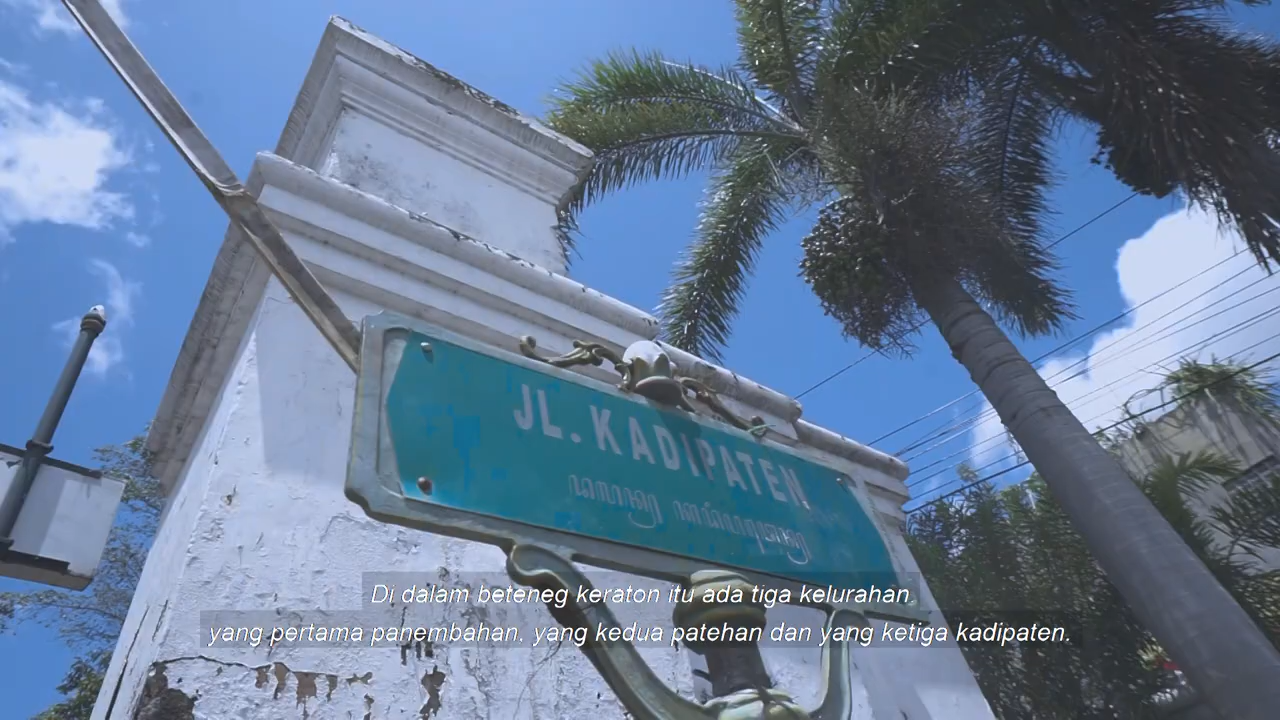 JL. KADIPATEN
Di dalam beteneg keraton itu ada tiga kelurahan.
yang pertama panembahan. yang kedua patehan dan yang ketiga kadipaten.